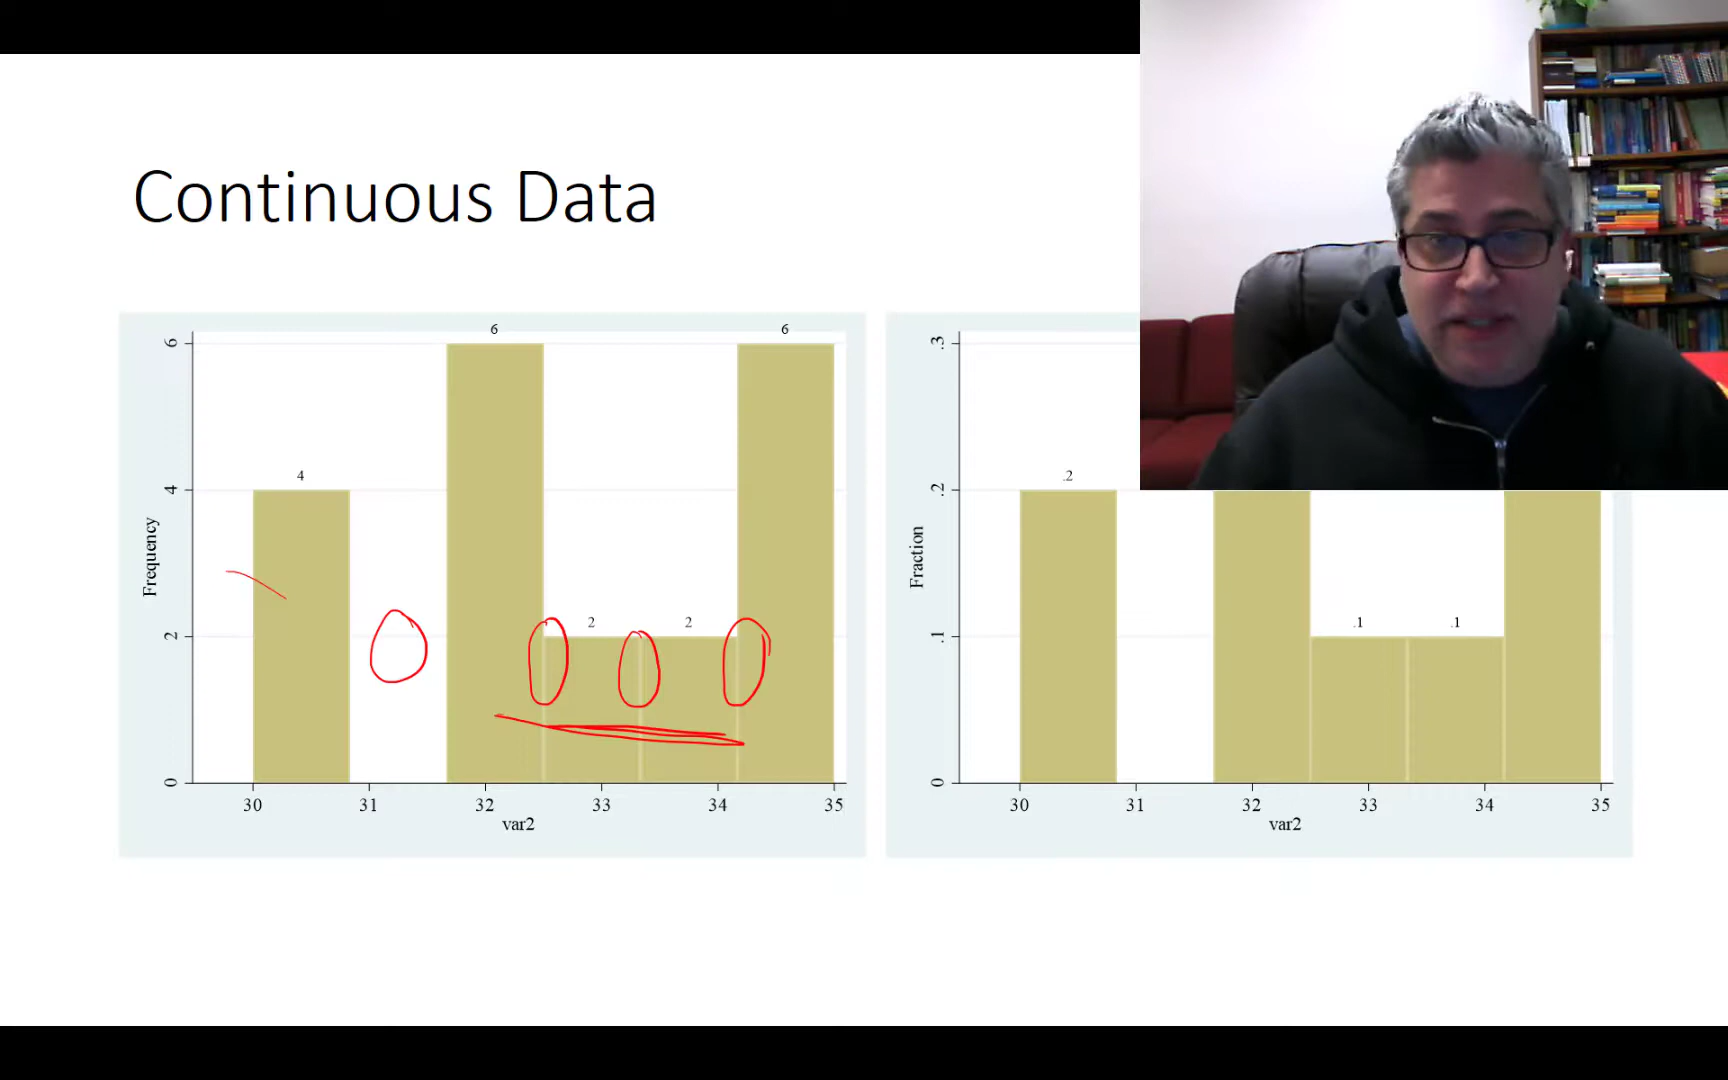 Continuous Data
6 6
4
2 2
Frequency
6
4
2
0
30 31 32 33 34 35
var2
.2
.1 .1
Fraction
.3
.2
.1
0
30 31 32 33 34 35
var2